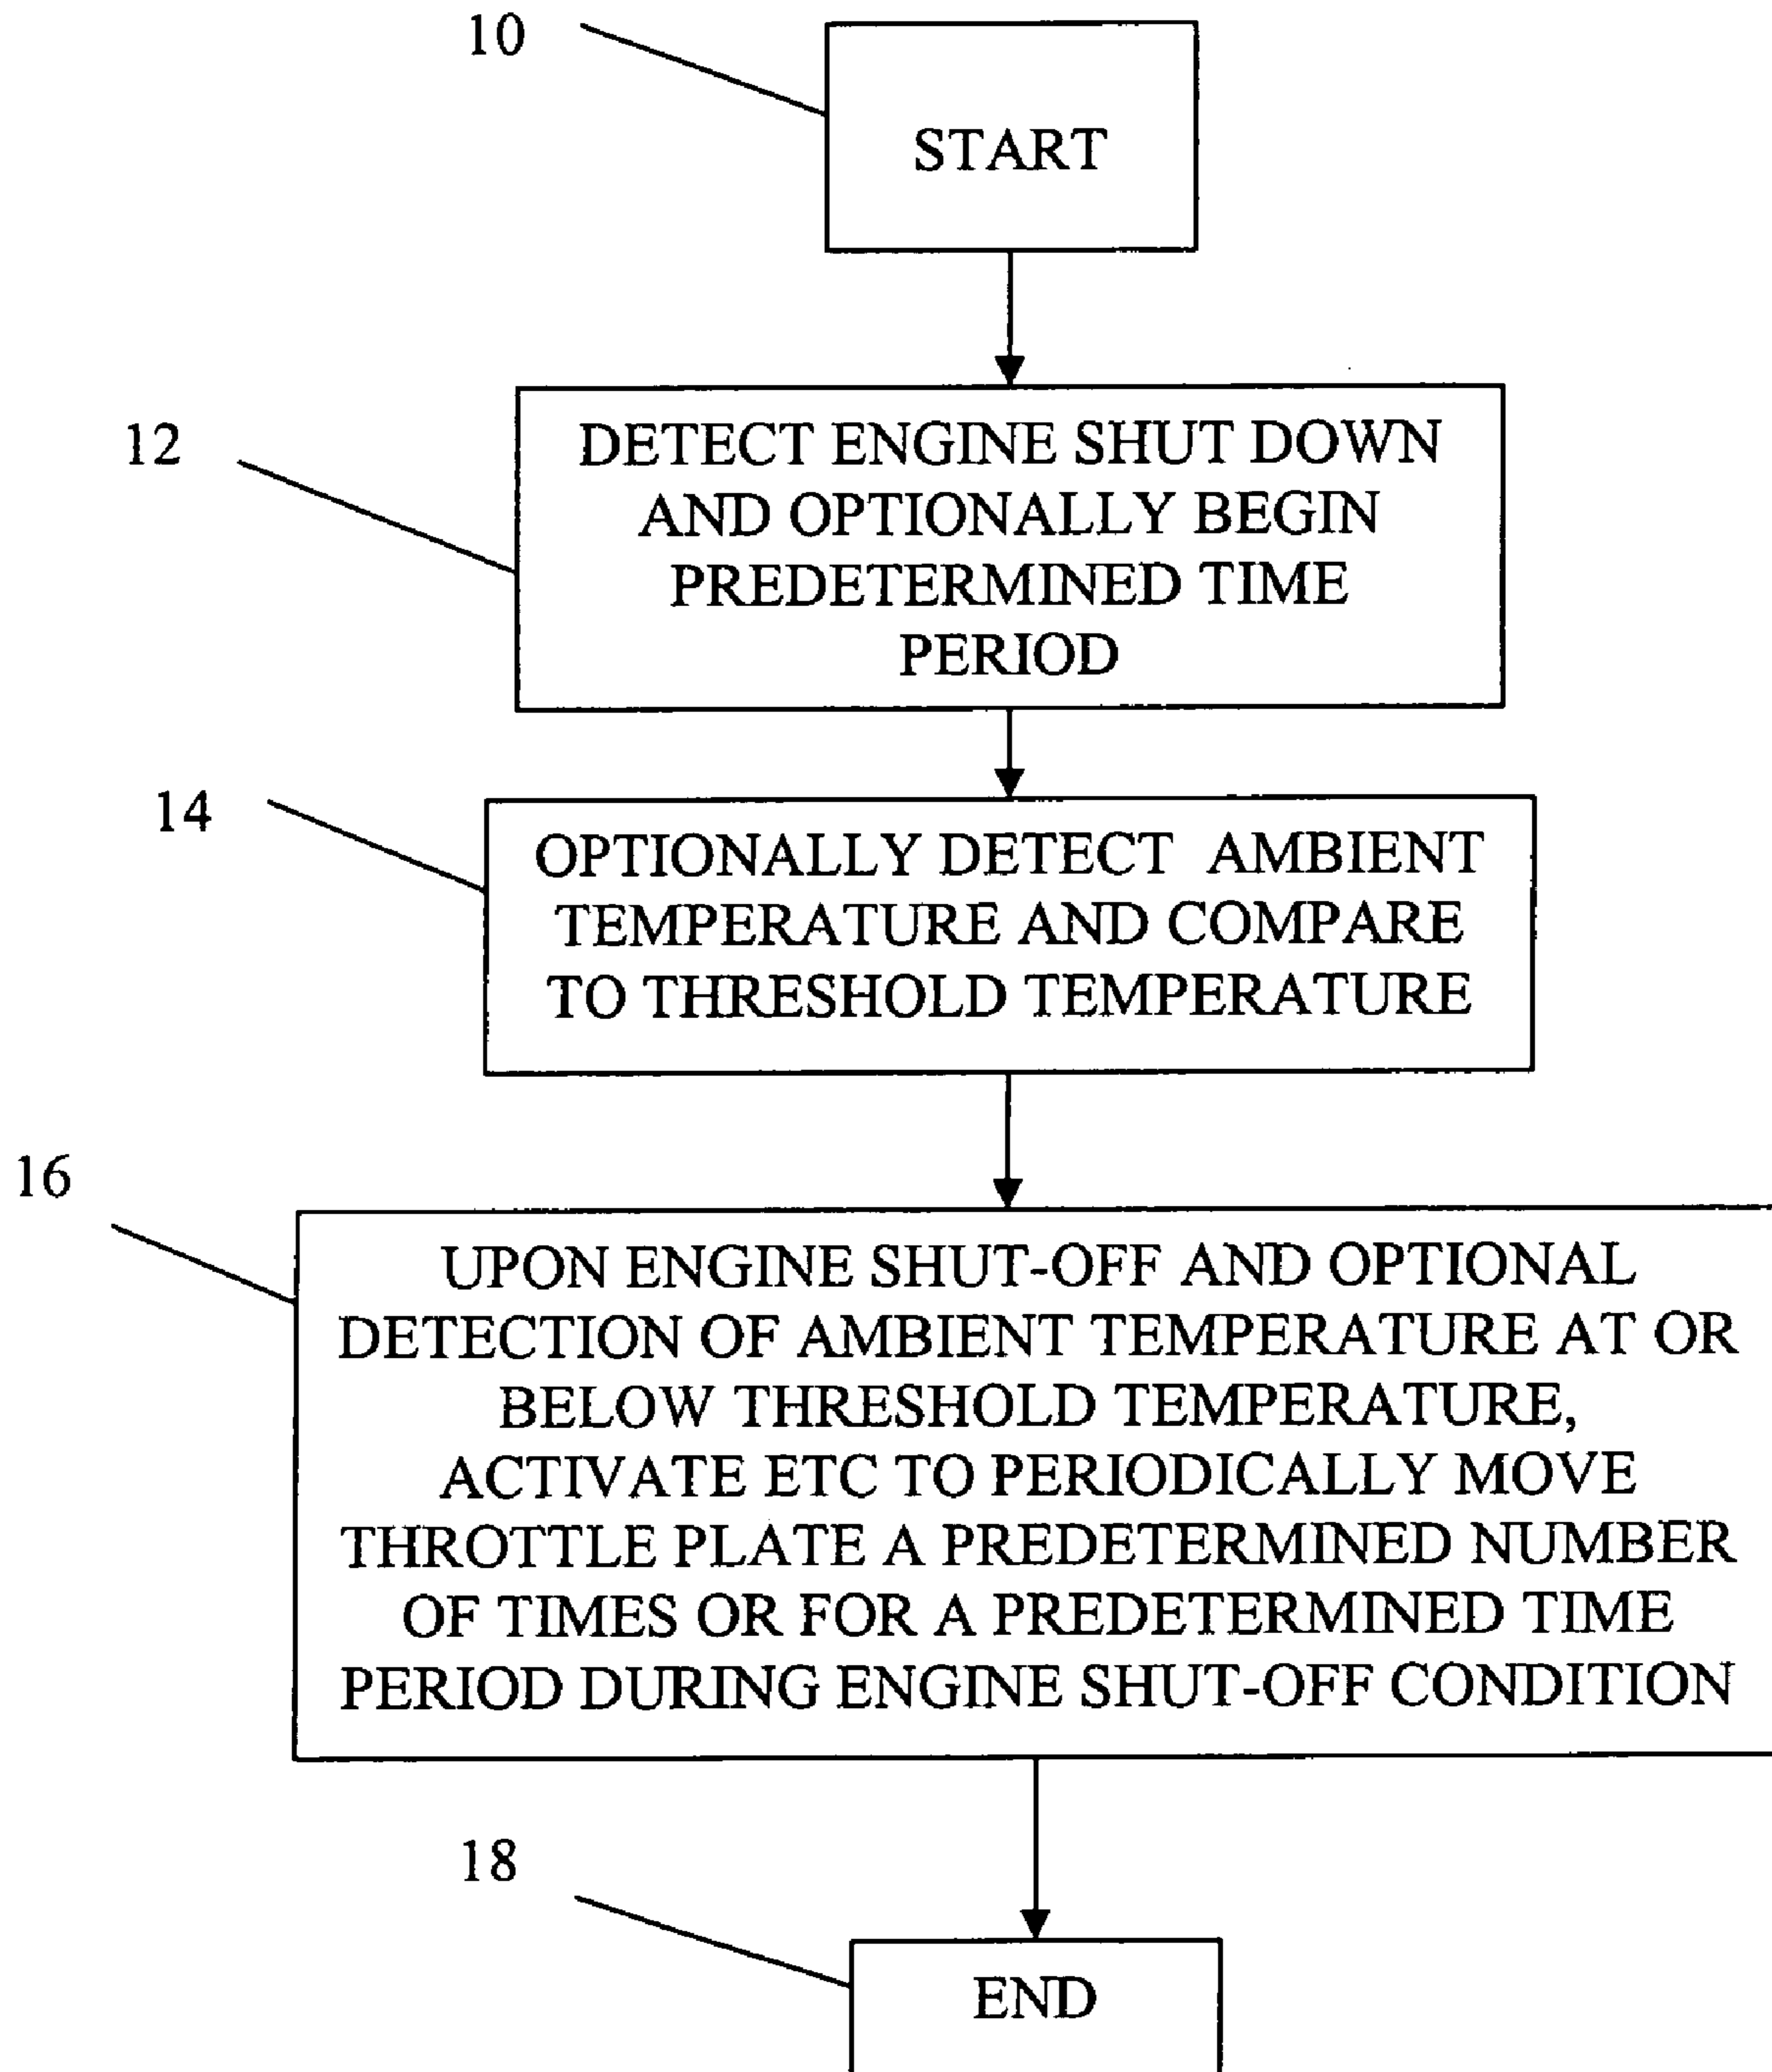 10
START
12
DETECT ENGINE SHUT DOWN
AND OPTIONALLY BEGIN
PREDETERMINED TIME
PERIOD
14
OPTIONALLY DETECT AMBIENT
TEMPERATURE AND COMPARE
TO THRESHOLD TEMPERATURE
16
UPON ENGINE SHUT-OFF AND OPTIONAL
DETECTION OF AMBIENT TEMPERATURE AT OR
BELOW THRESHOLD TEMPERATURE,
ACTIVATE ETC TO PERIODICALLY MOVE
THROTTLE PLATE A PREDETERMINED NUMBER
OF TIMES OR FOR A PREDETERMINED TIME
PERIOD DURING ENGINE SHUT-OFF CONDITION
18
END